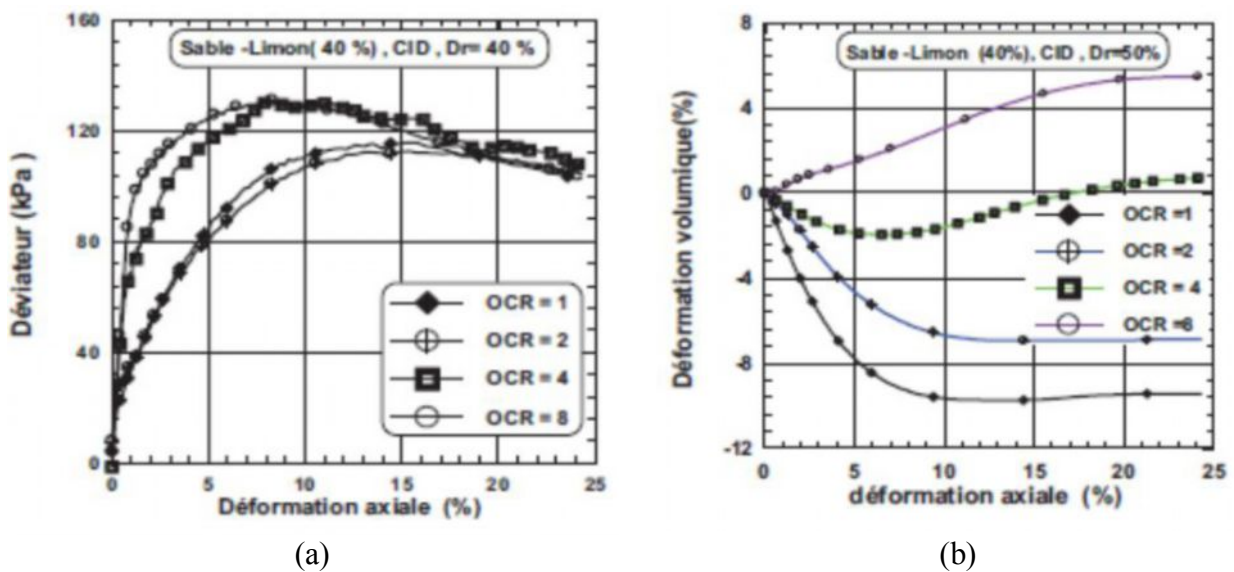 160
120
80
40
0
Déviateur (kPa )
Sable -Limon( 40 %) , CID , Dr= 40 %
OCR = 1
OCR = 2
OCR = 4
OCR = 8
0 5 10 15 20 25
Déformation axiale (%)
(a)
8
4
0
-4
-8
-12
Déformation volumique(%)
Sable -Limon (40%), CID , Dr=50%
OCR =1
OCR =2
OCR = 4
0 5 10 15 20 25
déformation axiale (%)
(b)